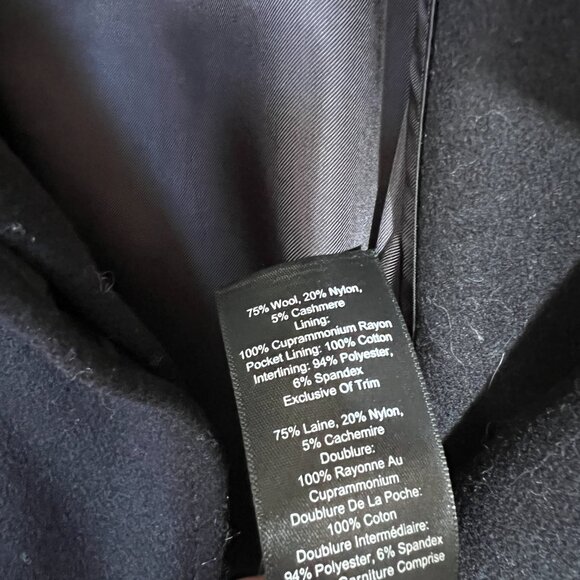 75% Wool, 20% Nylon,
5% Cashmere
Lining:
100% Cuprammonium Rayon
Pocket Lining: 100% Cotton
Interlining: 94% Polyester,
6% Spandex
Exclusive Of Trim
75% Laine, 20% Nylon,
5% Cachemire
Doublure:
100% Rayonne Au
Cuprammonium
Doublure De La Poche:
100% Coton
Doublure Intermédiaire:
94% Polyester, 6% Spandex
Garniture Comprise